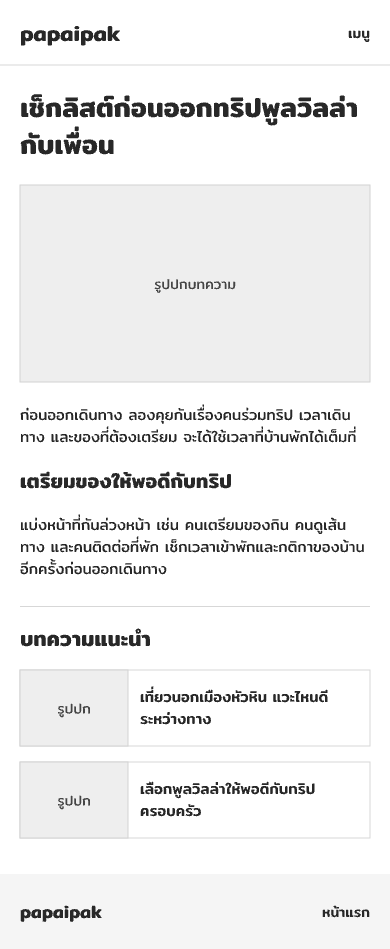 papaipak
เมนู
เช็กลิสต์ก่อนออกทริปพูลวิลล่า
กับเพื่อน
รูปปกบทความ
ก่อนออกเดินทาง ลองคุยกันเรื่องคนร่วมทริป เวลาเดิน
ทาง และของที่ต้องเตรียม จะได้ใช้เวลาที่บ้านพักได้เต็มที่
เตรียมของให้พอดีกับทริป
แบ่งหน้าที่กันล่วงหน้า เช่น คนเตรียมของกิน คนดูเส้น
ทาง และคนติดต่อที่พัก เช็กเวลาเข้าพักและกติกาของบ้าน
อีกครั้งก่อนออกเดินทาง
บทความแนะนำ
รูปปก
เที่ยวนอกเมืองหัวหิน แวะไหนดี
ระหว่างทาง
รูปปก
เลือกพูลวิลล่าให้พอดีกับทริป
ครอบครัว
papaipak
หน้าแรก